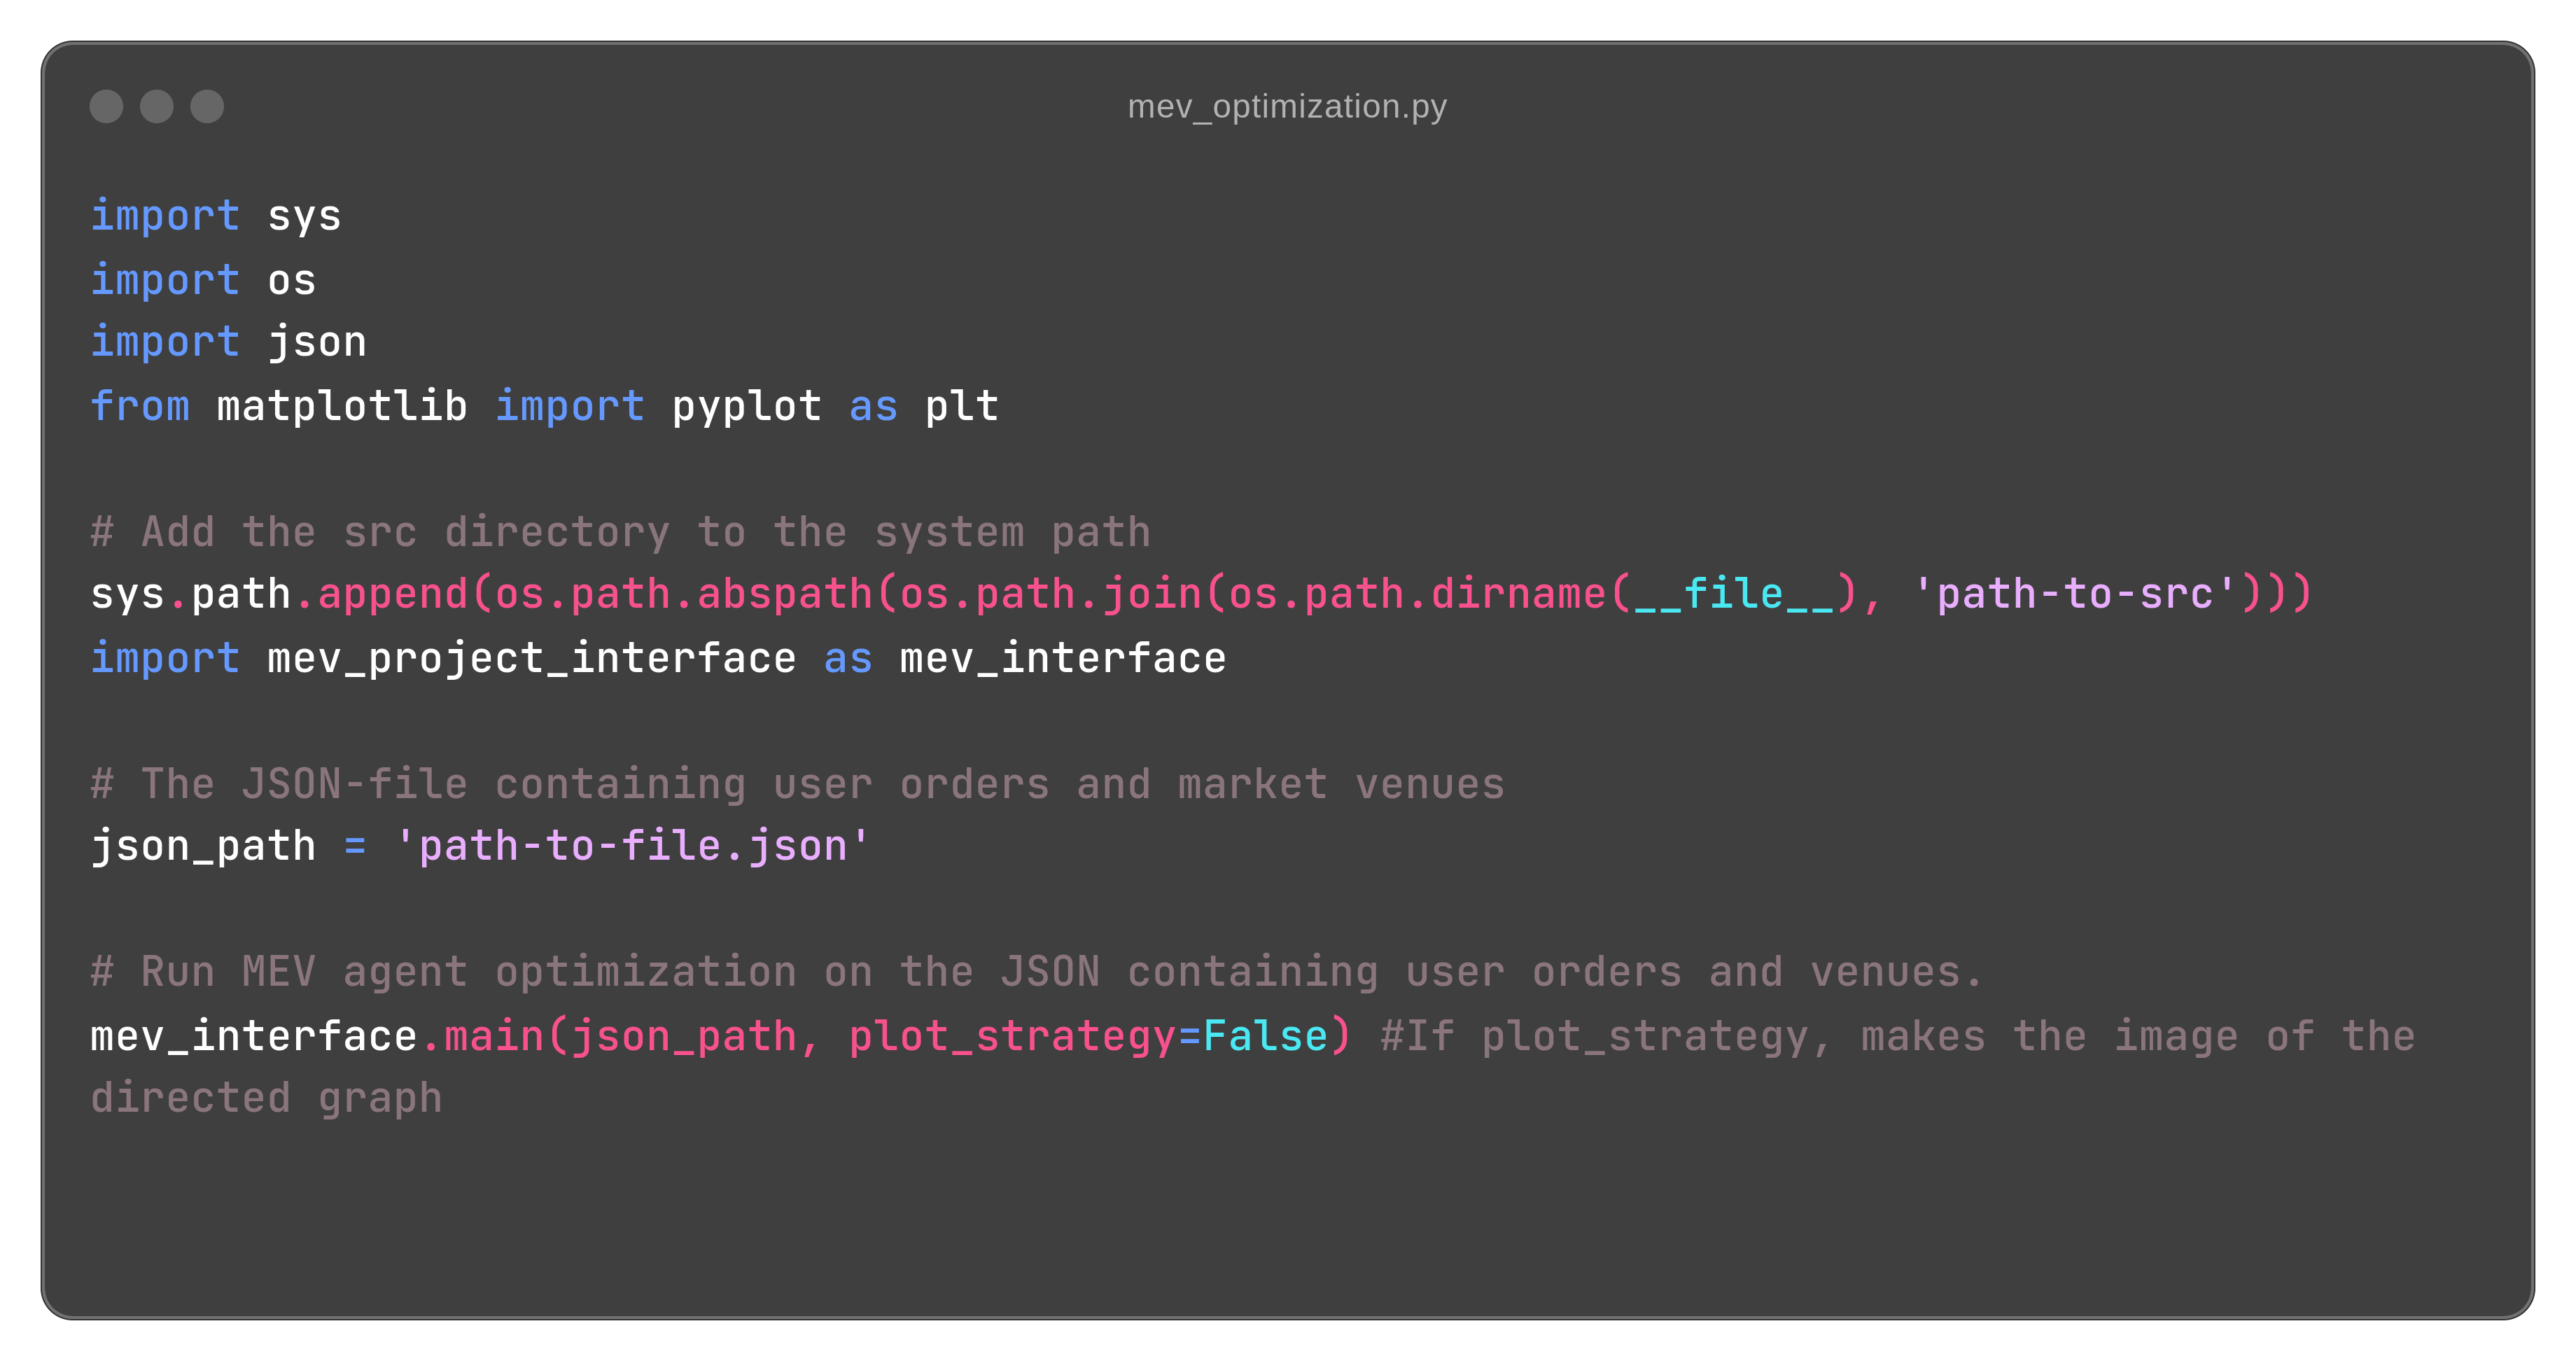 mev_optimization.py
import sys
import os
import json
from matplotlib import pyplot as plt
# Add the src directory to the system path
sys.path.append(os.path.abspath(os.path.join(os.path.dirname(__file__), 'path-to-src')))
import mev_project_interface as mev_interface
# The JSON-file containing user orders and market venues
json_path = 'path-to-file.json'
# Run MEV agent optimization on the JSON containing user orders and venues.
mev_interface.main(json_path, plot_strategy=False) #If plot_strategy, makes the image of the
directed graph